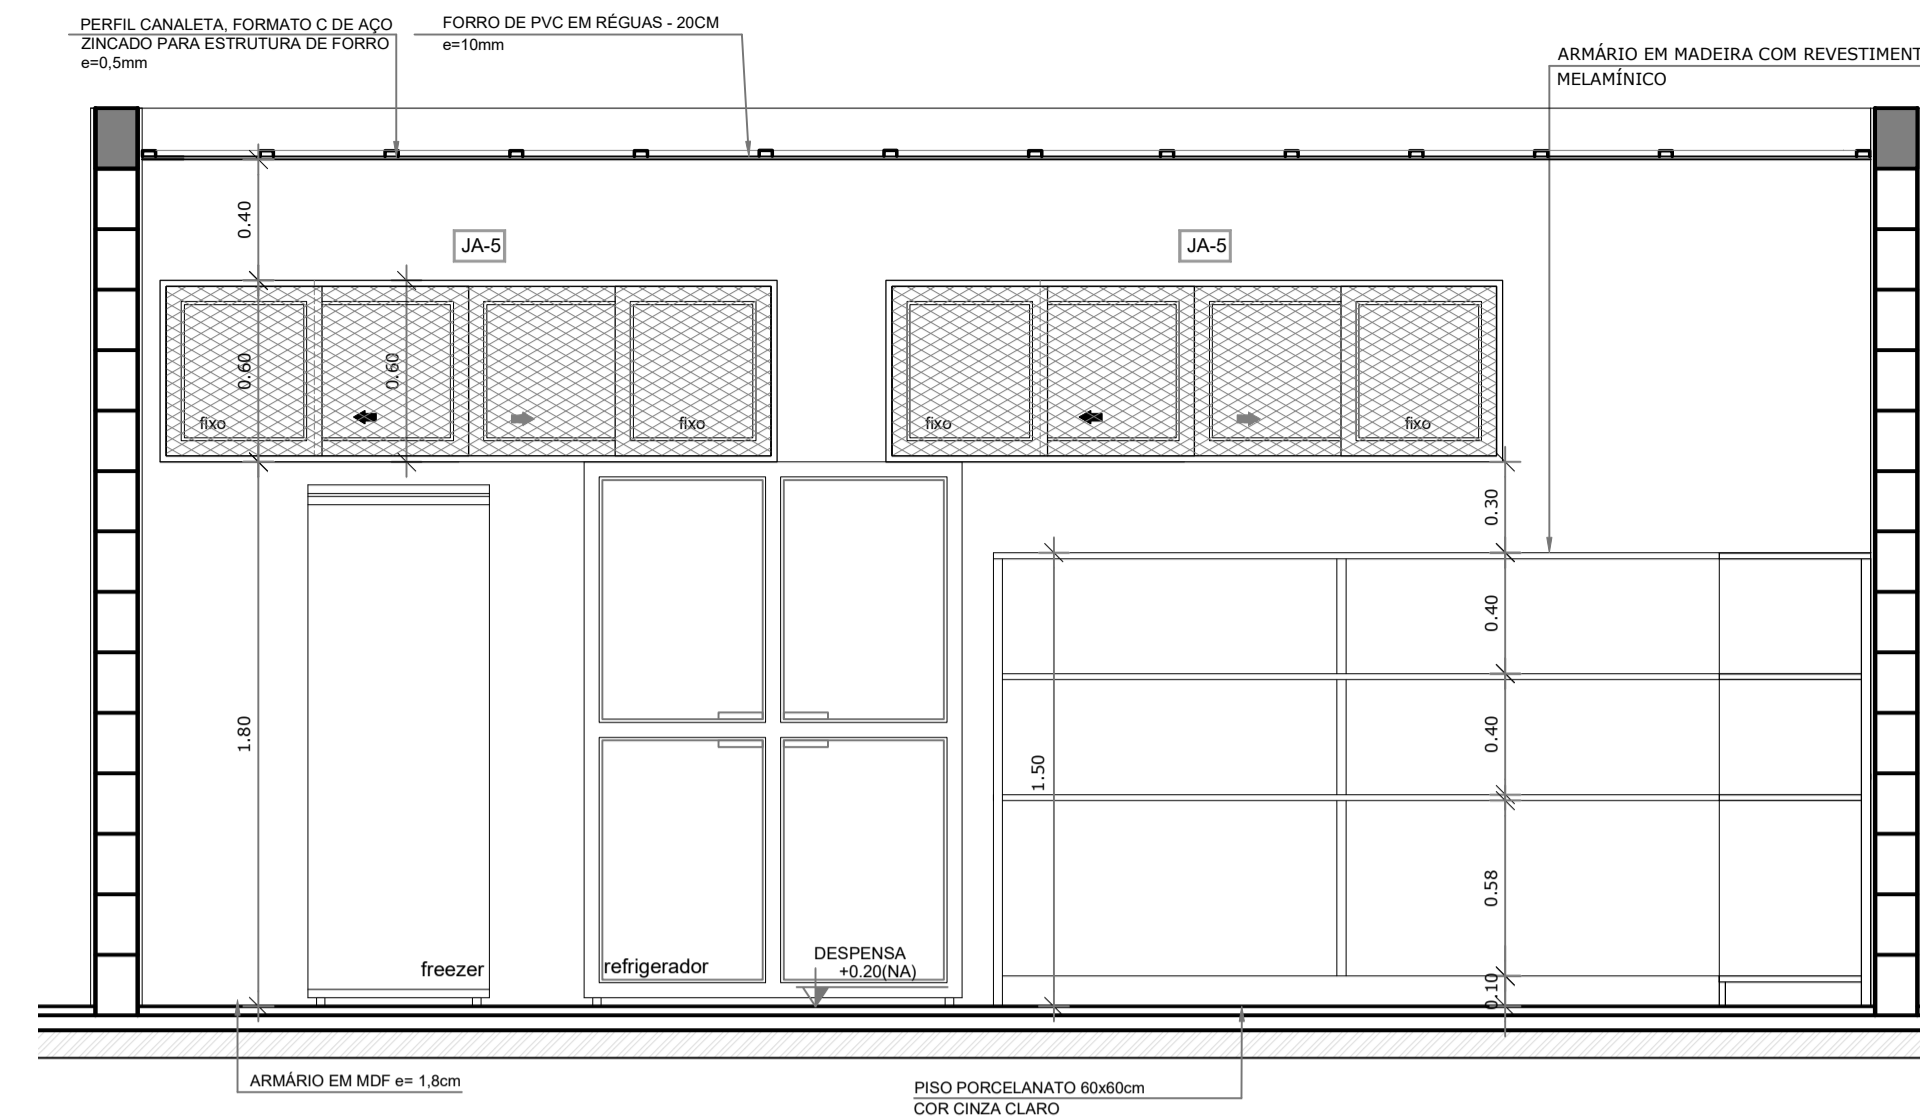 PERFIL CANALETA, FORMATO C DE AÇO
ZINCADO PARA ESTRUTURA DE FORRO
e=0,5mm
FORRO DE PVC EM RÉGUAS - 20CM
e=10mm
ARMÁRIO EM MADEIRA COM REVESTIMENT
MELAMÍNICO
0.40
JA-5
JA-5
0.60
0.60
fixo
fixo
fixo
fixo
0.30
0.40
0.40
1.80
1.50
0.58
0.10
freezer
refrigerador
DESPENSA
+0.20(NA)
ARMÁRIO EM MDF e= 1,8cm
PISO PORCELANATO 60x60cm
COR CINZA CLARO